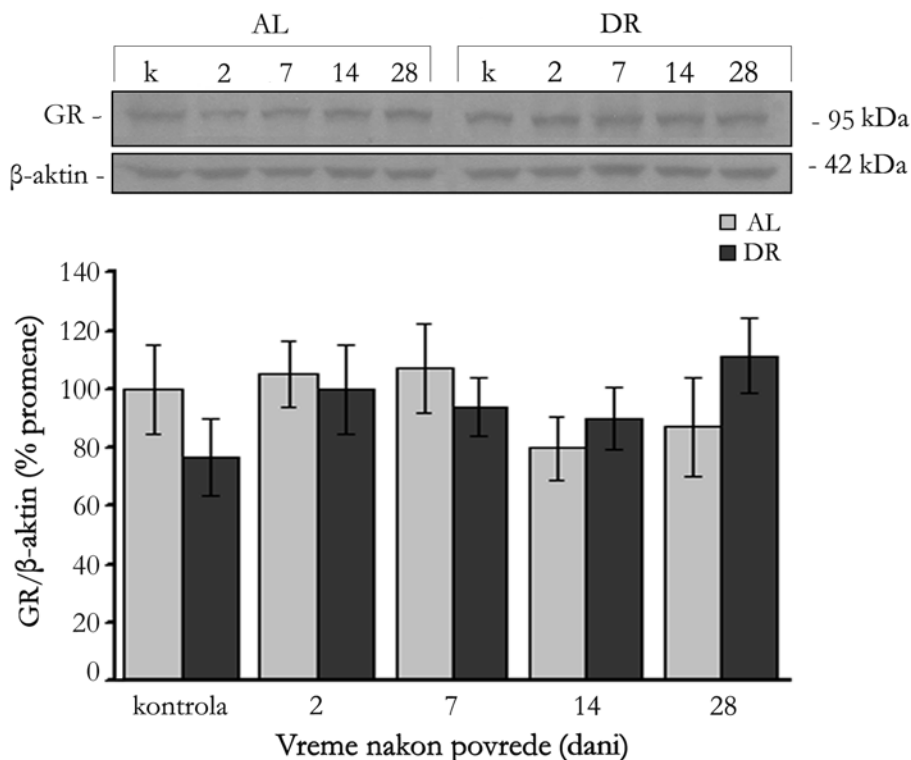 AL DR
k 2 7 14 28 k 2 7 14 28
GR - - 95 kDa
β-aktin - - 42 kDa
AL
DR
140
120
100
80
60
40
20
0
GR/β-aktin (% promene)
kontrola 2 7 14 28
Vreme nakon povrede (dani)